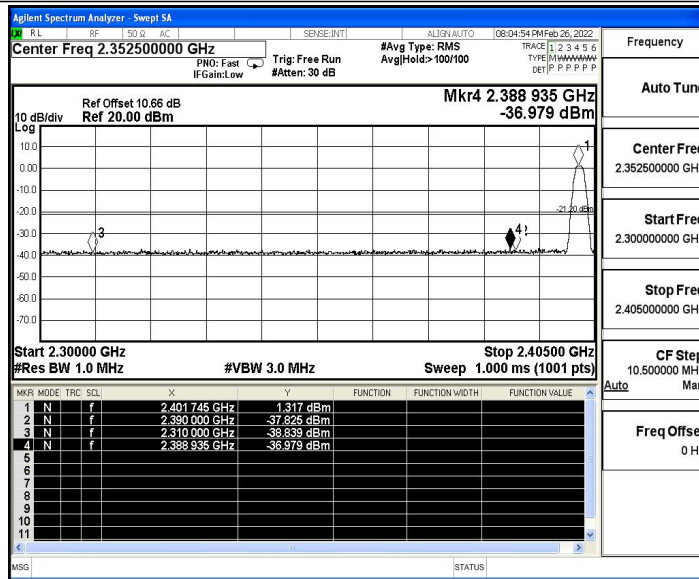 Agilent Spectrum Analyzer - Swept SA
RL RF 50 Ω AC SENSE:INT ALIGN AUTO 08:04:54 PM Feb 26, 2022
Center Freq 2.352500000 GHz
PNO: Fast
IFGain:Low
Trig: Free Run
#Atten: 30 dB
#Avg Type: RMS
Avg|Hold:>100/100
TRACE 1 2 3 4 5 6
TYPE M
DET P P P P P P
Frequency
Auto Tune
Center Freq
2.352500000 GHz
Start Freq
2.300000000 GHz
Stop Freq
2.405000000 GHz
CF Step
10.500000 MHz
Auto Man
Freq Offset
0 Hz
Mkr4 2.388 935 GHz
-36.979 dBm
Ref Offset 10.66 dB
10 dB/div Ref 20.00 dBm
Log
10.0
0.00
-10.0
-20.0
-30.0
-40.0
-50.0
-60.0
-70.0
1
-21.20 dBm
3
4
Start 2.30000 GHz Stop 2.40500 GHz
#Res BW 1.0 MHz #VBW 3.0 MHz Sweep 1.000 ms (1001 pts)
MKR MODE TRC SCL X Y FUNCTION FUNCTION WIDTH FUNCTION VALUE
1 N f 2.401 745 GHz 1.317 dBm
2 N f 2.390 000 GHz -37.825 dBm
3 N f 2.310 000 GHz -38.839 dBm
4 N f 2.388 935 GHz -36.979 dBm
5
6
7
8
9
10
11
MSG STATUS